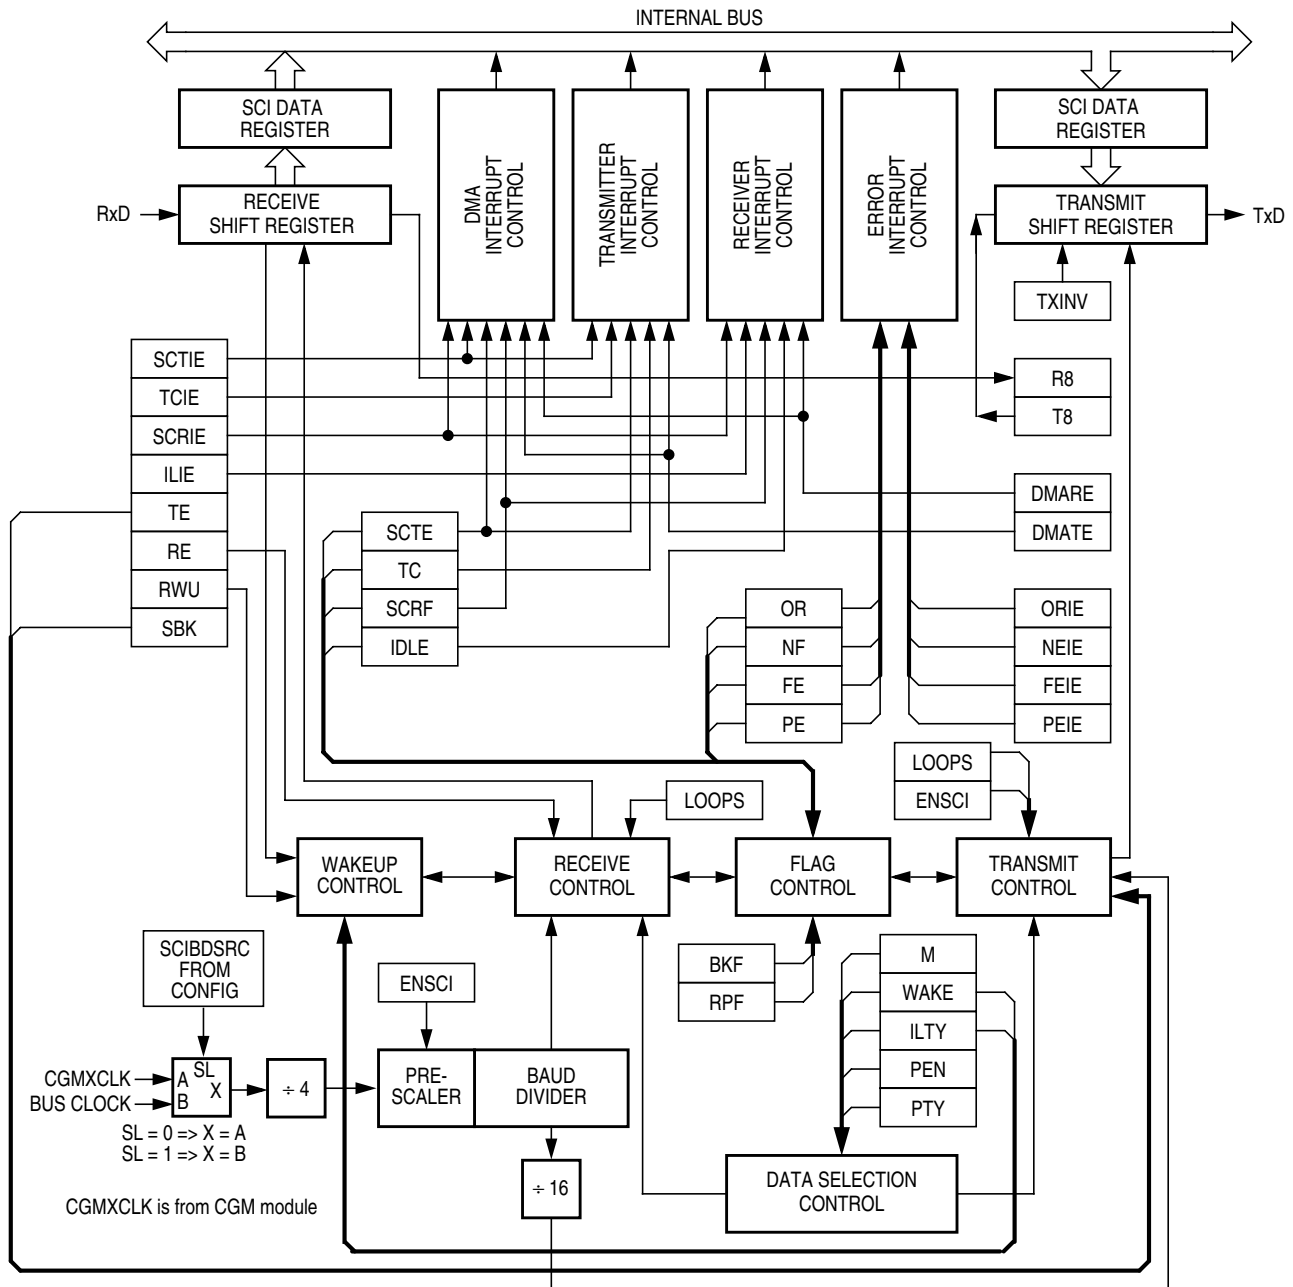 INTERNAL BUS
SCI DATA
REGISTER
SCI DATA
REGISTER
DMA
INTERRUPT
CONTROL
TRANSMITTER
INTERRUPT
CONTROL
RECEIVER
INTERRUPT
CONTROL
ERROR
INTERRUPT
CONTROL
RxD
RECEIVE
SHIFT REGISTER
TRANSMIT
SHIFT REGISTER
TxD
TXINV
SCTIE
TCIE
SCRIE
ILIE
TE
RE
RWU
SBK
R8
T8
DMARE
DMATE
SCTE
TC
SCRF
IDLE
OR
NF
FE
PE
ORIE
NEIE
FEIE
PEIE
LOOPS
LOOPS
ENSCI
WAKEUP
CONTROL
RECEIVE
CONTROL
FLAG
CONTROL
TRANSMIT
CONTROL
SCIBDSRC
FROM
CONFIG
ENSCI
BKF
RPF
M
WAKE
ILTY
PEN
PTY
CGMXCLK
BUS CLOCK
A
B
SL
X
÷ 4
PRE-
SCALER
BAUD
DIVIDER
SL = 0 => X = A
SL = 1 => X = B
÷ 16
DATA SELECTION
CONTROL
CGMXCLK is from CGM module